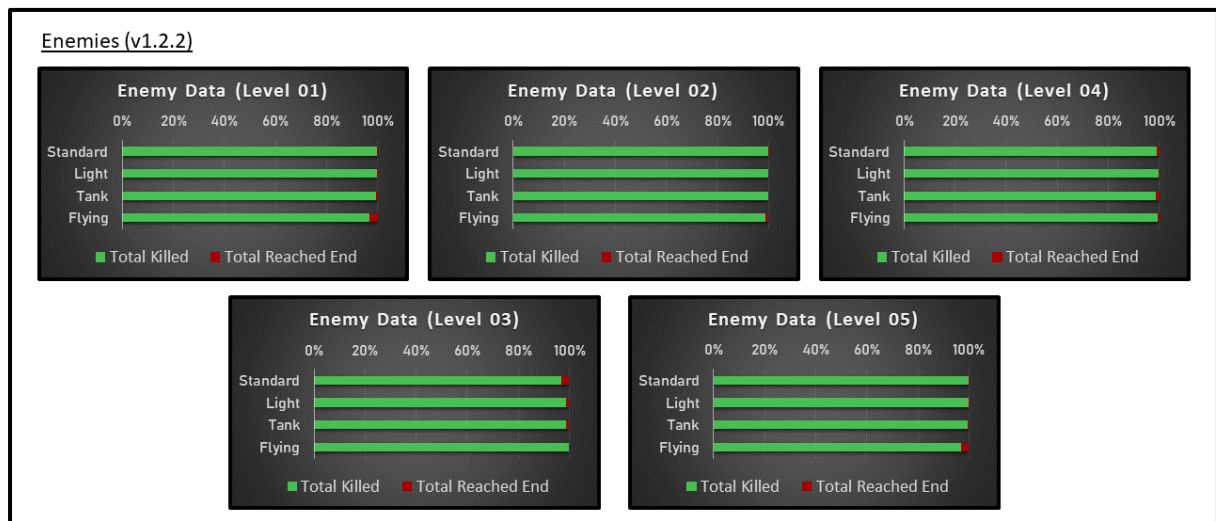 Enemies (v1.2.2)
Enemy Data (Level 01)
0% 20% 40% 60% 80% 100%
Standard
Light
Tank
Flying
Total Killed Total Reached End
Enemy Data (Level 02)
0% 20% 40% 60% 80% 100%
Standard
Light
Tank
Flying
Total Killed Total Reached End
Enemy Data (Level 04)
0% 20% 40% 60% 80% 100%
Standard
Light
Tank
Flying
Total Killed Total Reached End
Enemy Data (Level 03)
0% 20% 40% 60% 80% 100%
Standard
Light
Tank
Flying
Total Killed Total Reached End
Enemy Data (Level 05)
0% 20% 40% 60% 80% 100%
Standard
Light
Tank
Flying
Total Killed Total Reached End